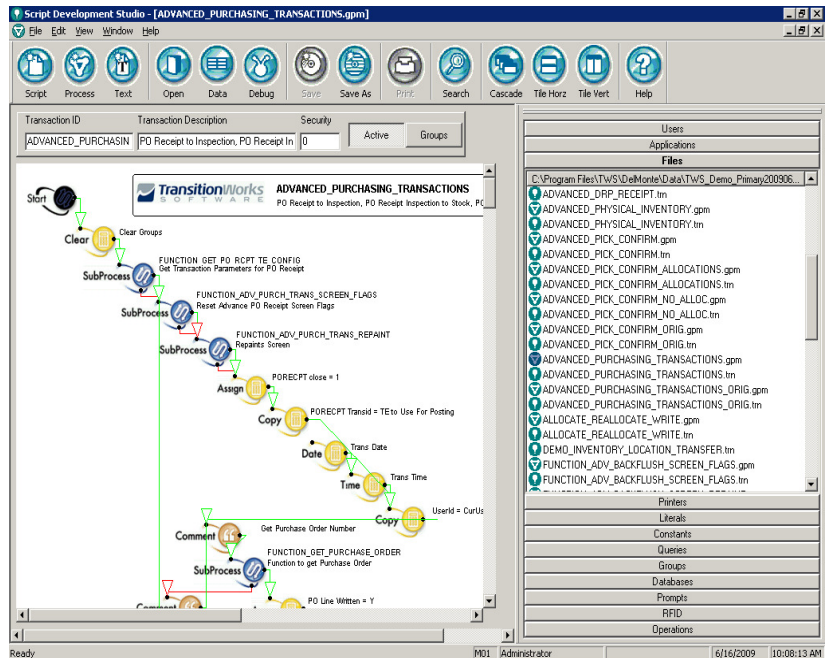 Script Development Studio - [ADVANCED_PURCHASING_TRANSACTIONS.gpm]
File Edit View Window Help
Script Process Text Open Data Debug Save Save As Print Search Cascade Tile Horz Tile Vert Help
Transaction ID Transaction Description Security
ADVANCED_PURCHASIN PO Receipt to Inspection, PO Receipt In 0 Active Groups
TransitionWorks
SOFTWARE
ADVANCED_PURCHASING_TRANSACTIONS
PO Receipt to Inspection, PO Receipt Inspection to Stock, PO
Start
Clear
Clear Groups
FUNCTION GET PO RCPT TE CONFIG
Get Transaction Parameters for PO Receipt
SubProcess
FUNCTION_ADV_PURCH_TRANS_SCREEN_FLAGS
Reset Advance PO Receipt Screen Flags
SubProcess
FUNCTION_ADV_PURCH_TRANS_REPAINT
Repaints Screen
SubProcess
PORECPT close = 1
Assign
PORECPT Transid = TE to Use For Posting
Copy
Trans Date
Date
Trans Time
Time
UserId = CurUs
Copy
Get Purchase Order Number
Comment
FUNCTION_GET_PURCHASE_ORDER
Function to get Purchase Order
SubProcess
PO Line Written = Y
Comment
Users
Applications
Files
C:\Program Files\TWS\DelMonte\Data\TWS_Demo_Primary200906...
ADVANCED_DRP_RECEIPT.trn
ADVANCED_PHYSICAL_INVENTORY.gpm
ADVANCED_PHYSICAL_INVENTORY.trn
ADVANCED_PICK_CONFIRM.gpm
ADVANCED_PICK_CONFIRM.trn
ADVANCED_PICK_CONFIRM_ALLOCATIONS.gpm
ADVANCED_PICK_CONFIRM_ALLOCATIONS.trn
ADVANCED_PICK_CONFIRM_NO_ALLOC.gpm
ADVANCED_PICK_CONFIRM_NO_ALLOC.trn
ADVANCED_PICK_CONFIRM_ORIG.gpm
ADVANCED_PICK_CONFIRM_ORIG.trn
ADVANCED_PURCHASING_TRANSACTIONS.gpm
ADVANCED_PURCHASING_TRANSACTIONS.trn
ADVANCED_PURCHASING_TRANSACTIONS_ORIG.gpm
ADVANCED_PURCHASING_TRANSACTIONS_ORIG.trn
ALLOCATE_REALLOCATE_WRITE.gpm
ALLOCATE_REALLOCATE_WRITE.trn
DEMO_INVENTORY_LOCATION_TRANSFER.trn
FUNCTION_ADV_BACKFLUSH_SCREEN_FLAGS.gpm
FUNCTION_ADV_BACKFLUSH_SCREEN_FLAGS.trn
Printers
Literals
Constants
Queries
Groups
Databases
Prompts
RFID
Operations
Ready M01 Administrator 6/16/2009 10:08:13 AM